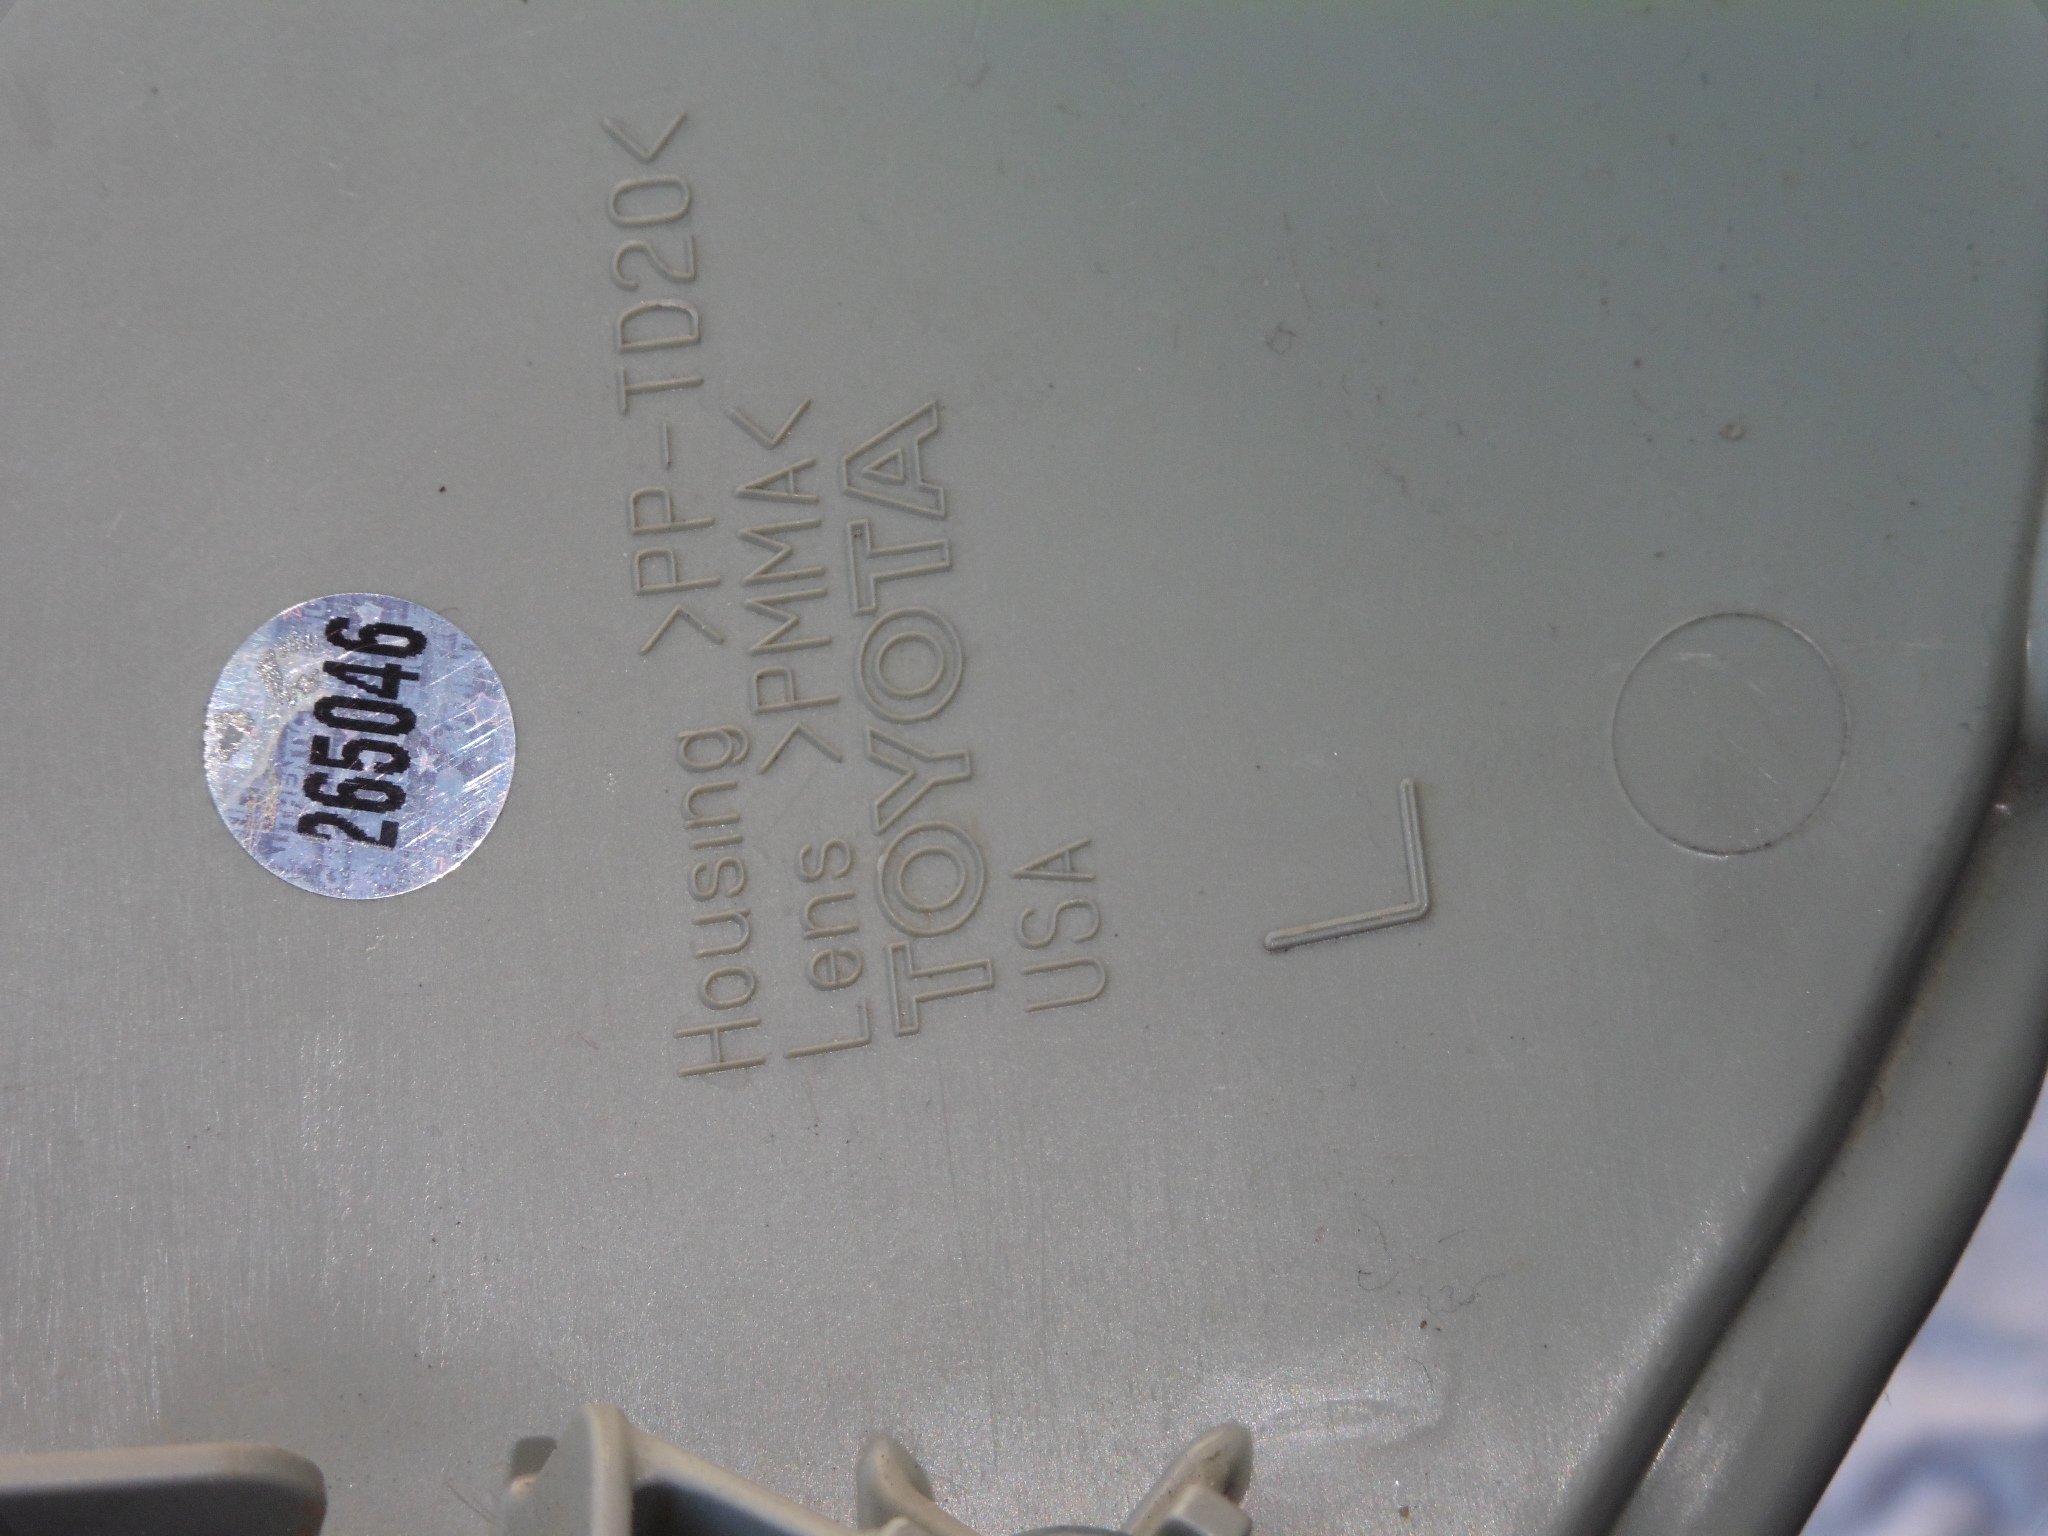 265046
Housing >PP-TD20<
Lens >PMMA<
TOYOTA
USA
L